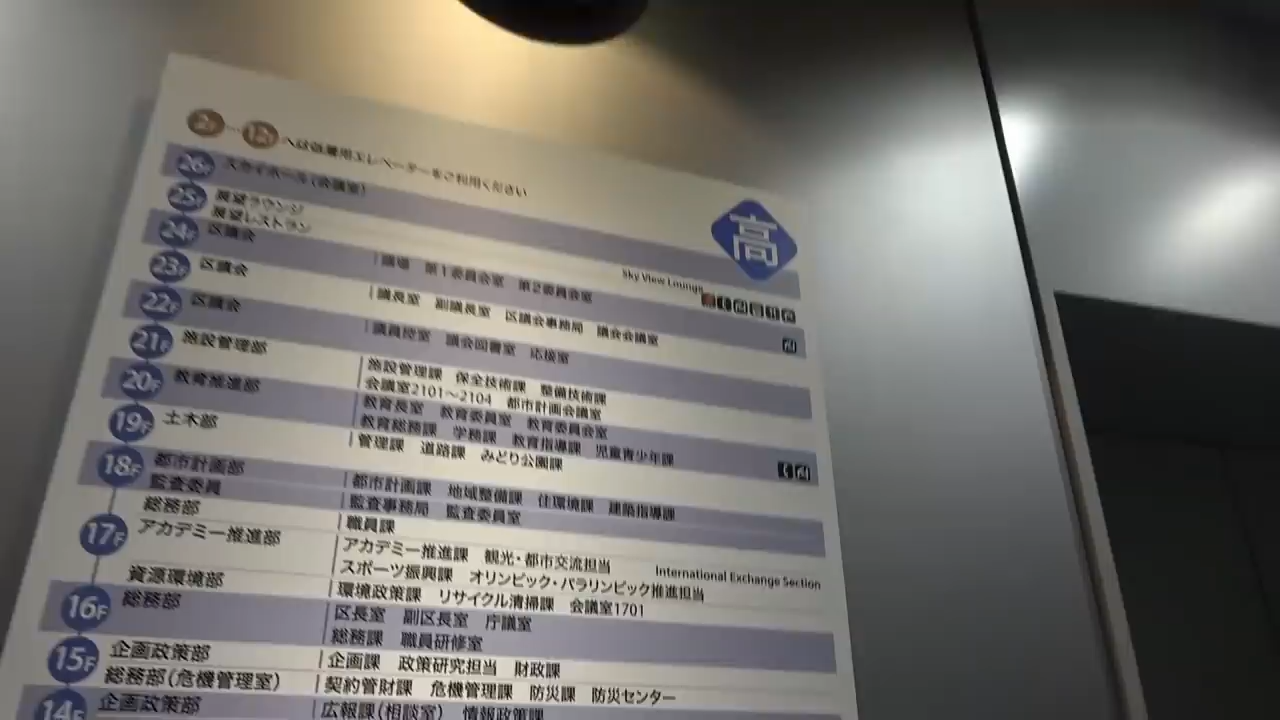 2F－12F へは低層用エレベーターをご利用ください
高
26F スカイホール(会議室)
25F 展望ラウンジ Sky View Lounge
展望レストラン
24F 区議会 議場 第1委員会室 第2委員会室
23F 区議会 議長室 副議長室 区議会事務局 議会会議室
22F 区議会 議員控室 議会図書室 応接室
21F 施設管理部 施設管理課 保全技術課 整備技術課
会議室2101～2104 都市計画会議室
20F 教育推進部 教育長室 教育委員室 教育委員会室
教育総務課 学務課 教育指導課 児童青少年課
19F 土木部 管理課 道路課 みどり公園課
18F 都市計画部 都市計画課 地域整備課 住環境課 建築指導課
監査委員 監査事務局 監査委員室
総務部 職員課
17F アカデミー推進部 アカデミー推進課 観光・都市交流担当 International Exchange Section
スポーツ振興課 オリンピック・パラリンピック推進担当
資源環境部 環境政策課 リサイクル清掃課 会議室1701
16F 総務部 区長室 副区長室 庁議室
総務課 職員研修室
15F 企画政策部 企画課 政策研究担当 財政課
総務部(危機管理室) 契約管財課 危機管理課 防災課 防災センター
14F 企画政策部 広報課(相談室) 情報政策課